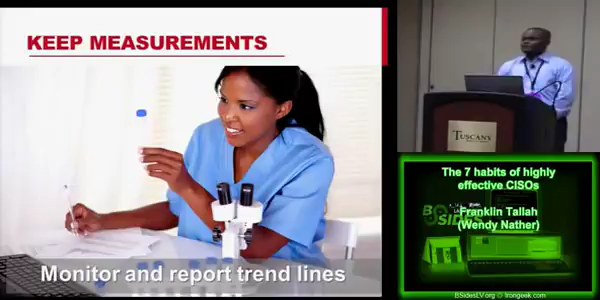 KEEP MEASUREMENTS
Monitor and report trend lines
TUSCANY
The 7 habits of highly
effective CISOs
Franklin Tallah
(Wendy Nather)
BSIDES
BSidesLV.org @ Irongeek.com